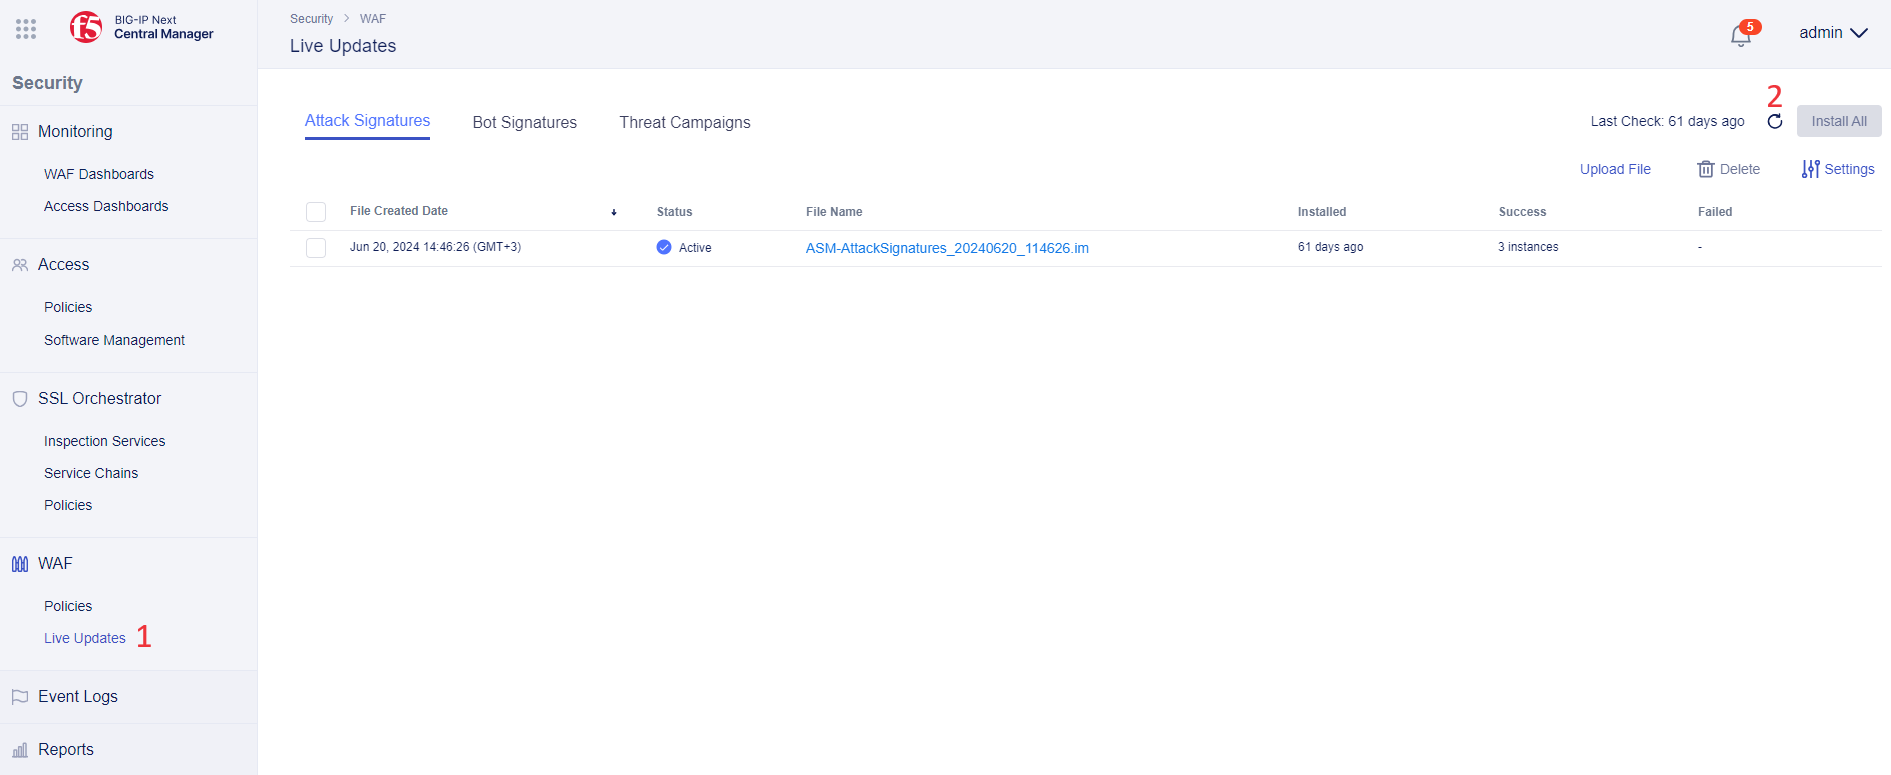 f5
BIG-IP Next
Central Manager
Security
Monitoring
WAF Dashboards
Access Dashboards
Access
Policies
Software Management
SSL Orchestrator
Inspection Services
Service Chains
Policies
WAF
Policies
Live Updates 1
Event Logs
Reports
Security > WAF
Live Updates
5
admin
Attack Signatures Bot Signatures Threat Campaigns
2
Last Check: 61 days ago Install All
Upload File Delete Settings
File Created Date Status File Name Installed Success Failed
Jun 20, 2024 14:46:26 (GMT+3) Active ASM-AttackSignatures_20240620_114626.im 61 days ago 3 instances -